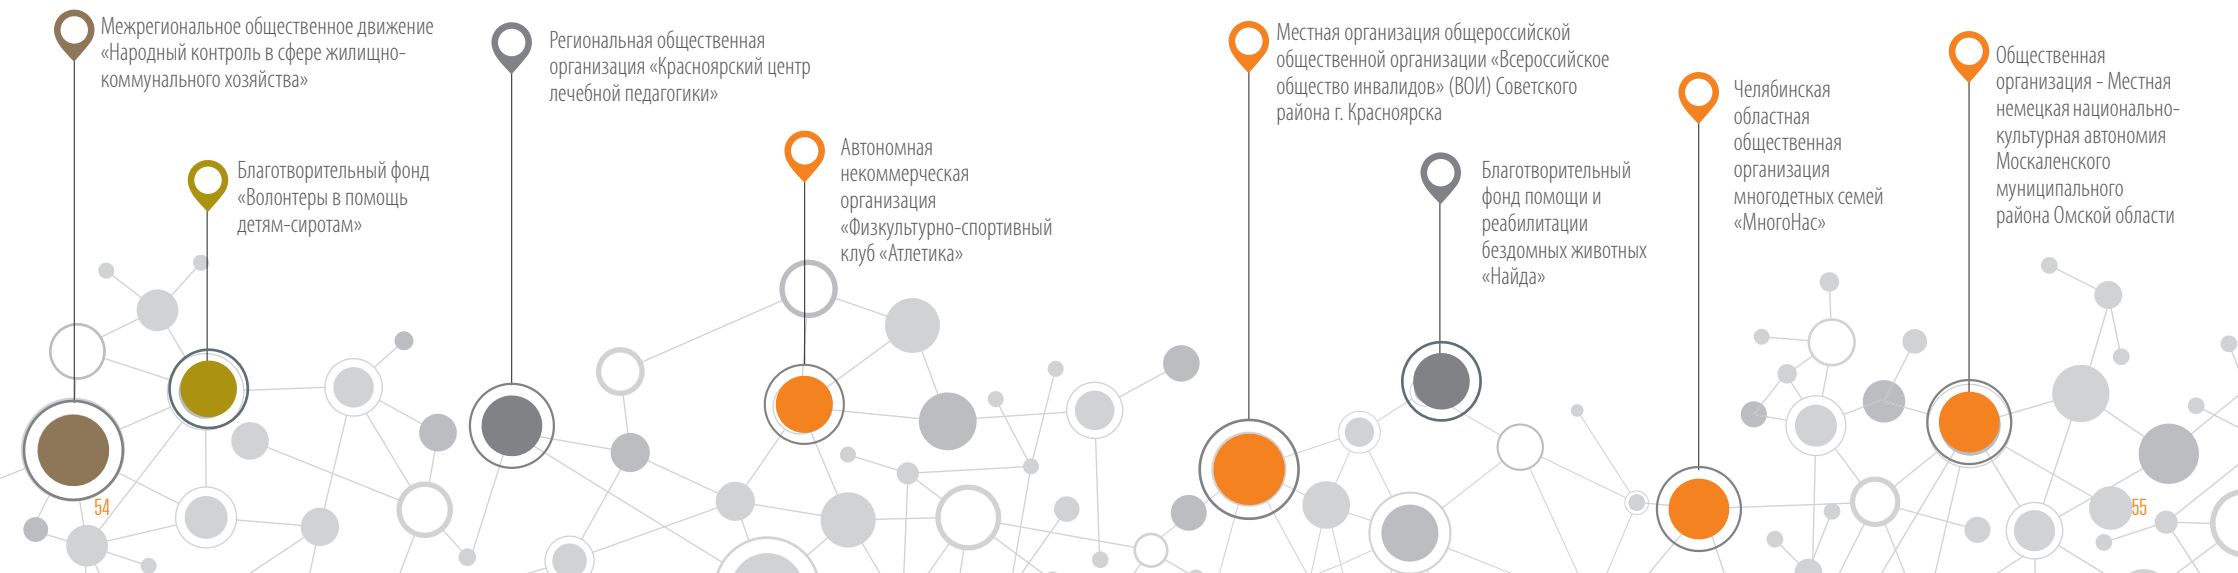 Межрегиональное общественное движение
«Народный контроль в сфере жилищно-
коммунального хозяйства»
Благотворительный фонд
«Волонтеры в помощь
детям-сиротам»
Региональная общественная
организация «Красноярский центр
лечебной педагогики»
Автономная
некоммерческая
организация
«Физкультурно-спортивный
клуб «Атлетика»
Местная организация общероссийской
общественной организации «Всероссийское
общество инвалидов» (ВОИ) Советского
района г. Красноярска
Благотворительный
фонд помощи и
реабилитации
бездомных животных
«Найда»
Челябинская
областная
общественная
организация
многодетных семей
«МногоНас»
Общественная
организация - Местная
немецкая национально-
культурная автономия
Москаленского
муниципального
района Омской области
54
55